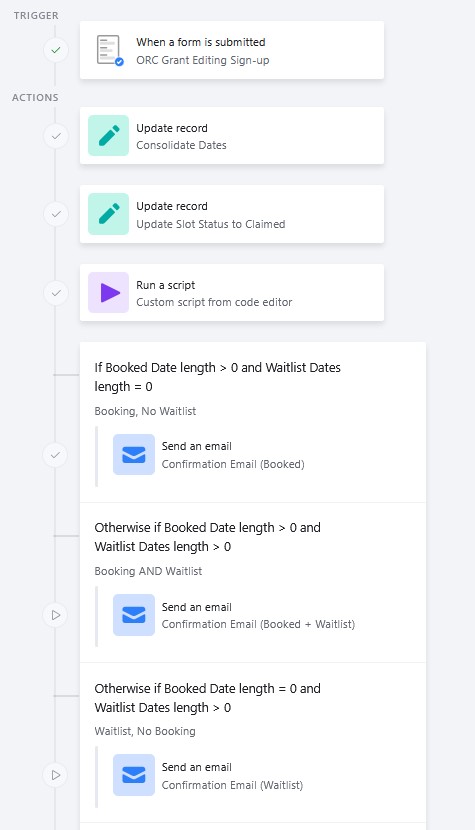 TRIGGER
When a form is submitted
ORC Grant Editing Sign-up
ACTIONS
Update record
Consolidate Dates
Update record
Update Slot Status to Claimed
Run a script
Custom script from code editor
If Booked Date length > 0 and Waitlist Dates
length = 0
Booking, No Waitlist
Send an email
Confirmation Email (Booked)
Otherwise if Booked Date length > 0 and
Waitlist Dates length > 0
Booking AND Waitlist
Send an email
Confirmation Email (Booked + Waitlist)
Otherwise if Booked Date length = 0 and
Waitlist Dates length > 0
Waitlist, No Booking
Send an email
Confirmation Email (Waitlist)